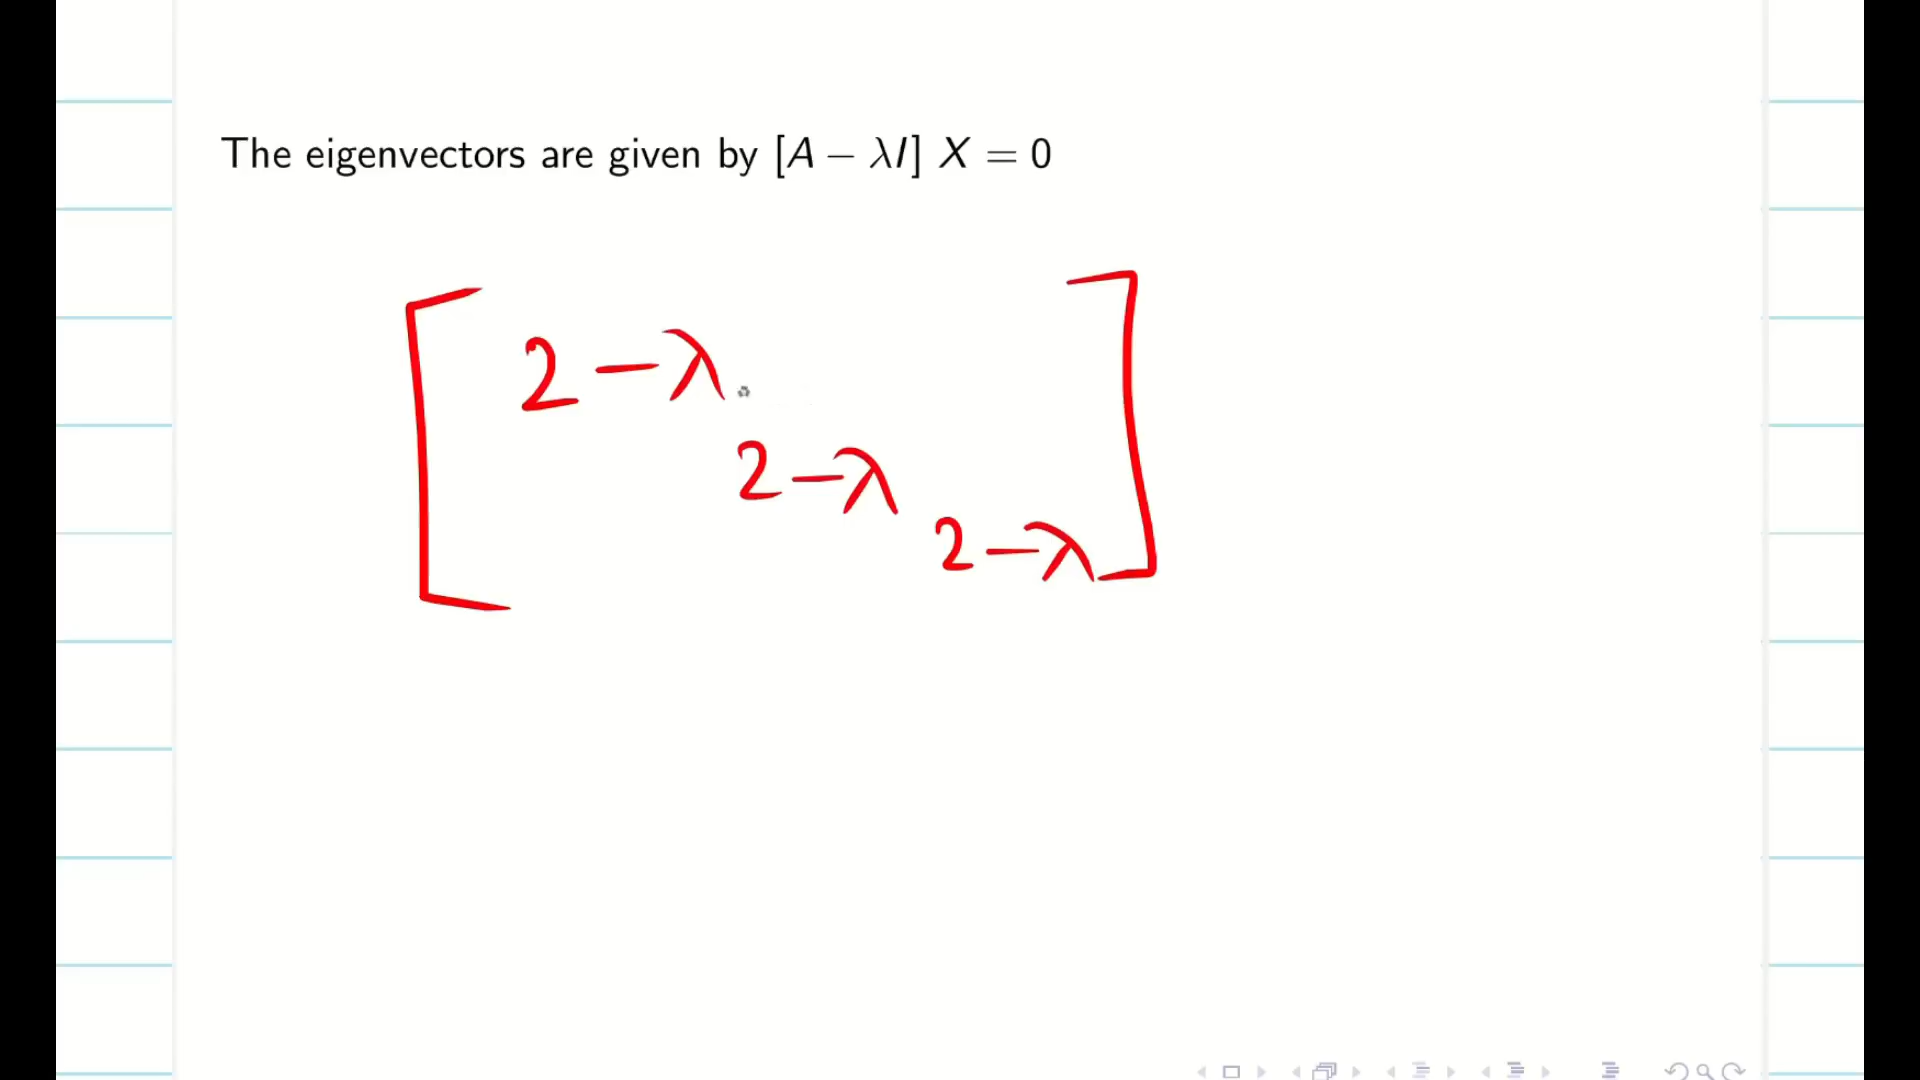 The eigenvectors are given by [A − λI] X = 0
2 − λ
2 − λ
2 − λ